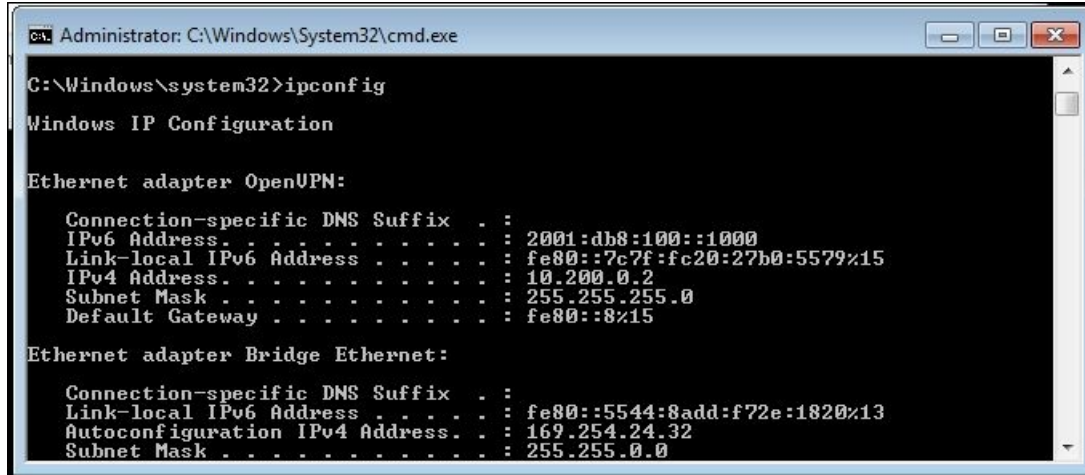 Administrator: C:\Windows\System32\cmd.exe
C:\Windows\system32>ipconfig
Windows IP Configuration
Ethernet adapter OpenVPN:
Connection-specific DNS Suffix . :
IPv6 Address. . . . . . . . . . . : 2001:db8:100::1000
Link-local IPv6 Address . . . . . : fe80::7c7f:fc20:27b0:5579%15
IPv4 Address. . . . . . . . . . . : 10.200.0.2
Subnet Mask . . . . . . . . . . . : 255.255.255.0
Default Gateway . . . . . . . . . : fe80::8%15
Ethernet adapter Bridge Ethernet:
Connection-specific DNS Suffix . :
Link-local IPv6 Address . . . . . : fe80::5544:8add:f72e:1820%13
Autoconfiguration IPv4 Address. . : 169.254.24.32
Subnet Mask . . . . . . . . . . . : 255.255.0.0